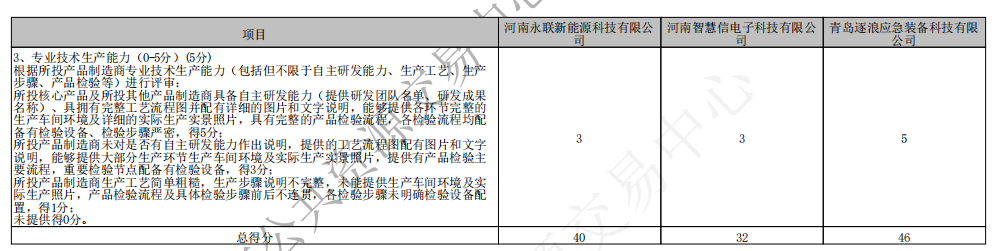 项目
河南永联新能源科技有限公
司
河南智慧信电子科技有限公
司
青岛逐浪应急装备科技有限
公司
3、专业技术生产能力（0-5分）(5分)
根据所投产品制造商专业技术生产能力（包括但不限于自主研发能力、生产工艺、生产
步骤、产品检验等）进行评审：
所投核心产品及所投其他产品制造商具备自主研发能力（提供研发团队名单、研发成果
名称）、具拥有完整工艺流程图并配有详细的图片和文字说明，能够提供各环节完整的
生产车间环境及详细的实际生产实景照片，具有完整的产品检验流程，各检验流程均配
备有检验设备、检验步骤严密，得5分；
所投产品制造商未对是否有自主研发能力作出说明，提供的工艺流程图配有图片和文字
说明，能够提供大部分生产环节生产车间环境及实际生产实景照片，提供有产品检验主
要流程，重要检验节点配备有检验设备，得3分；
所投产品制造商生产工艺简单粗糙，生产步骤说明不完整，未能提供生产车间环境及实
际生产照片，产品检验流程及具体检验步骤前后不连贯，各检验步骤未明确检验设备配
置，得1分；
未提供得0分。
3
3
5
总得分
40
32
46
公共资源交易中心
交易中心